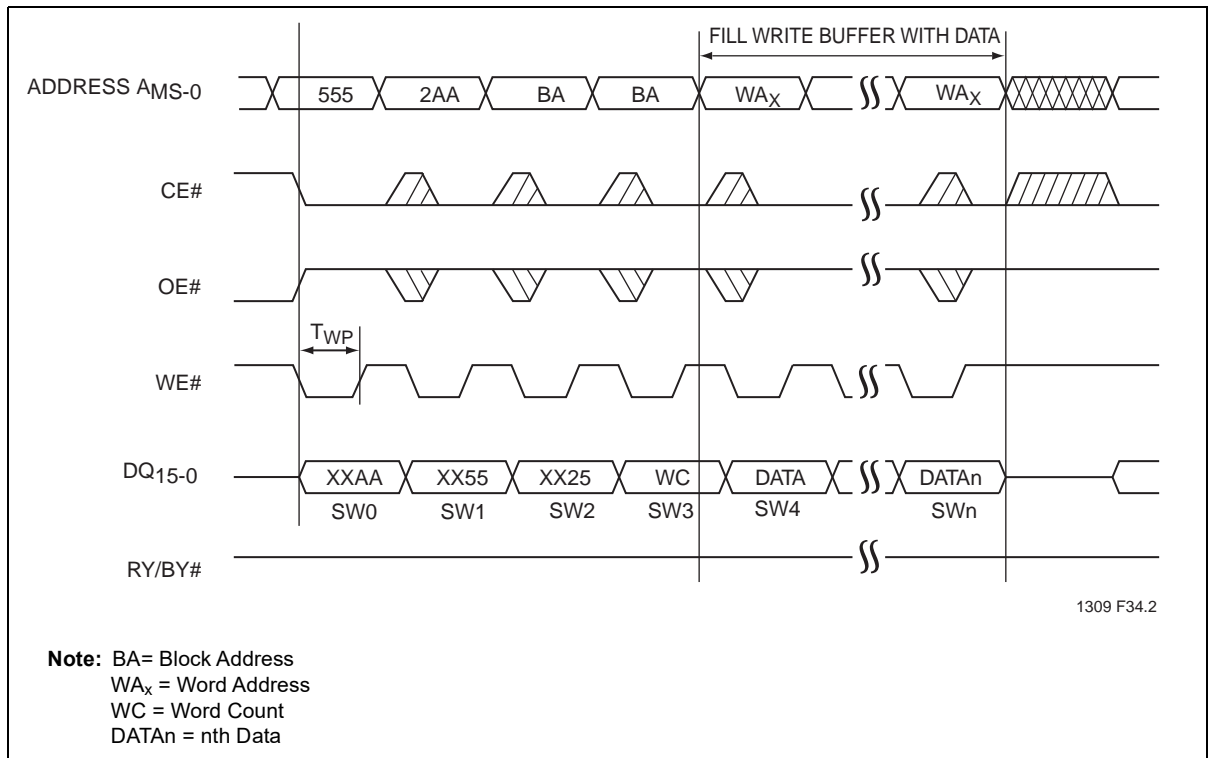 FILL WRITE BUFFER WITH DATA
ADDRESS AMS-0 555 2AA BA BA WAX WAX
CE#
OE#
TWP
WE#
DQ15-0 XXAA XX55 XX25 WC DATA DATAn
SW0 SW1 SW2 SW3 SW4 SWn
RY/BY#
1309 F34.2
Note: BA= Block Address
WAx = Word Address
WC = Word Count
DATAn = nth Data